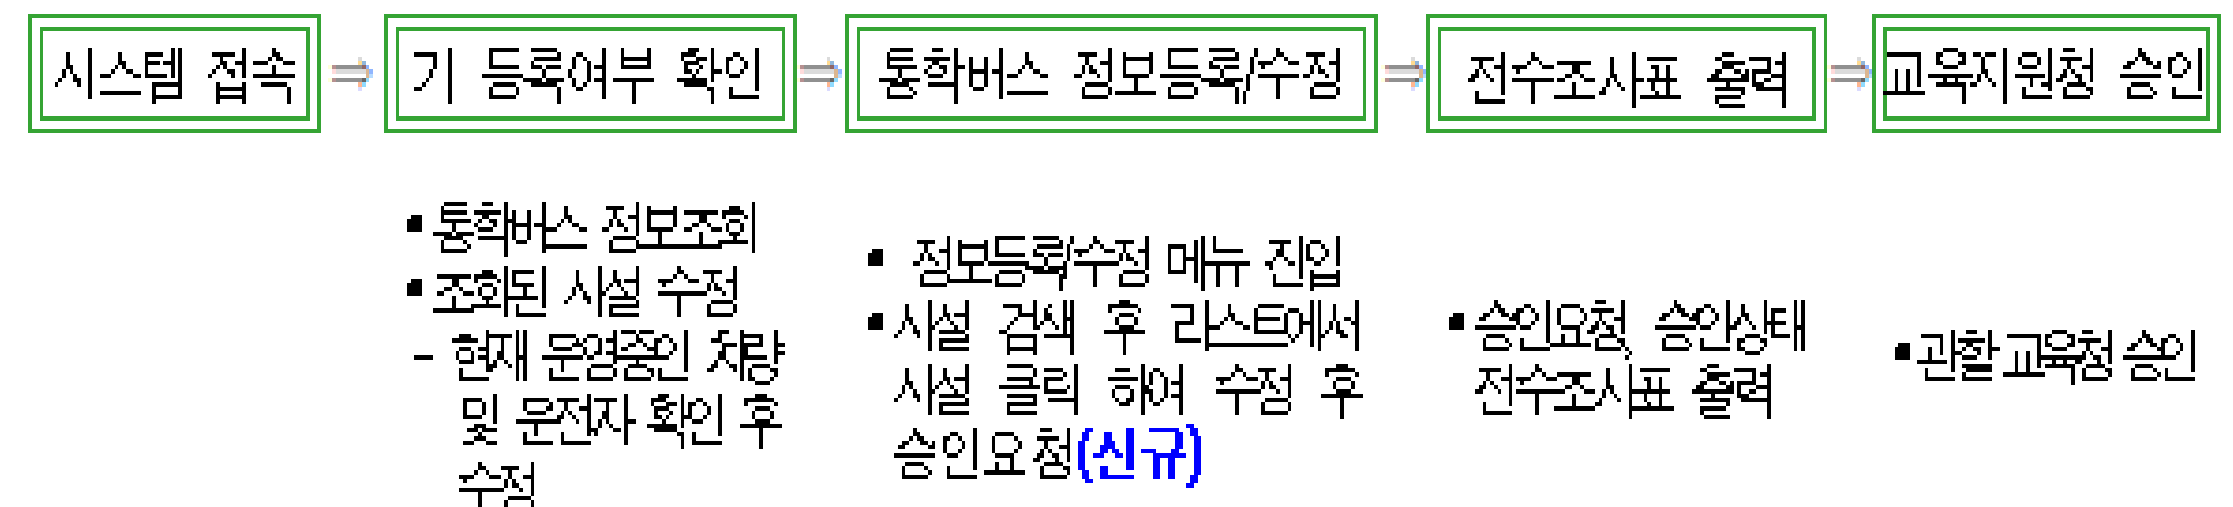 시스템 접속 ⇒ 기 등록여부 확인 ⇒ 통학버스 정보등록/수정 ⇒ 전수조사표 출력 ⇒ 교육지원청 승인
▪ 통학버스 정보조회
▪ 조회된 시설 수정
- 현재 운영중인 차량
및 운전자 확인 후
수정
▪ 정보등록/수정 메뉴 진입
▪ 시설 검색 후 리스트에서
시설 클릭 하여 수정 후
승인요청(신규)
▪ 승인요청, 승인상태
전수조사표 출력
▪ 관할 교육청 승인